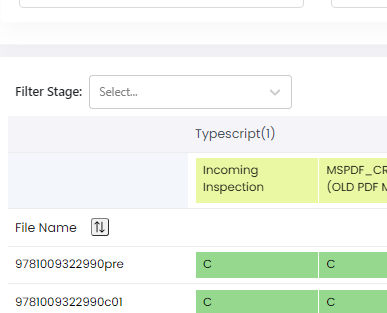 Filter Stage: Select...
Typescript(1)
Incoming Inspection
MSPDF_CR
(OLD PDF M
File Name
9781009322990pre C C
9781009322990c01 C C